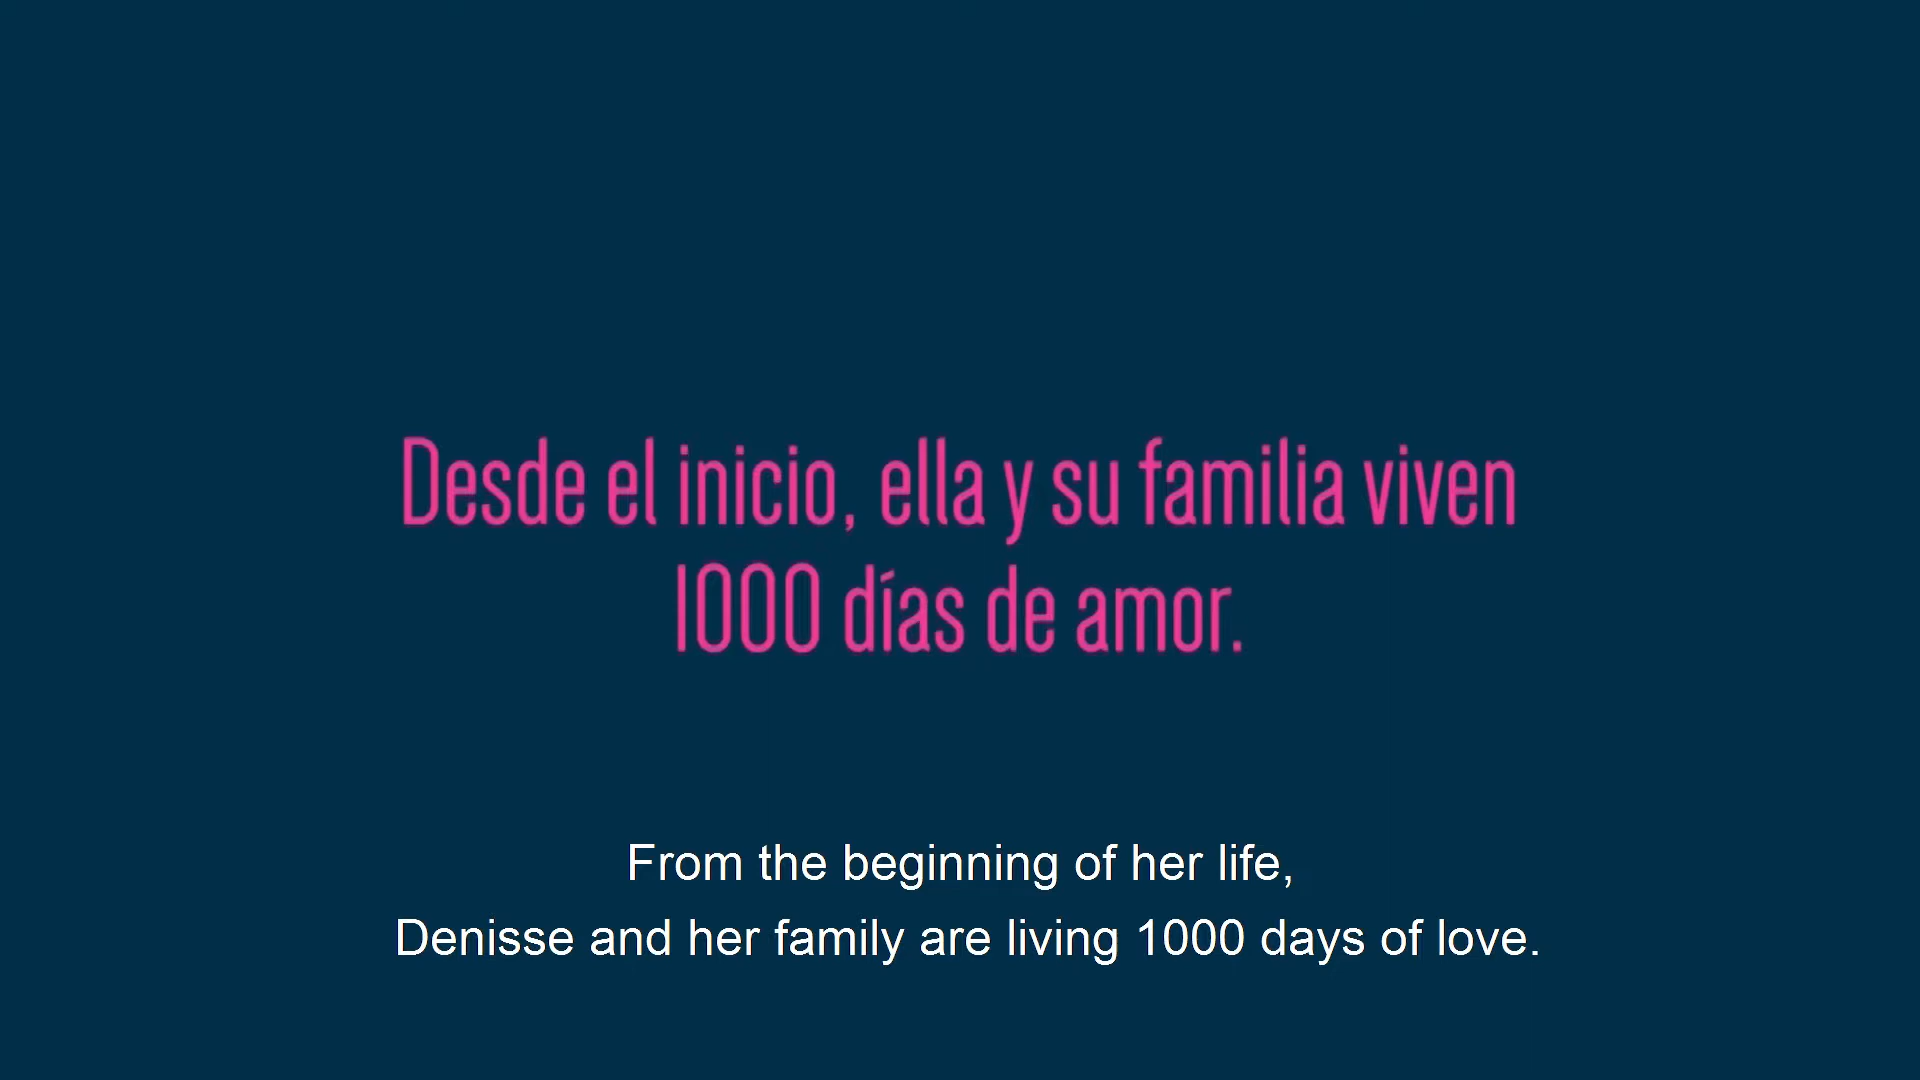 Desde el inicio, ella y su familia viven
1000 días de amor.
From the beginning of her life,
Denisse and her family are living 1000 days of love.